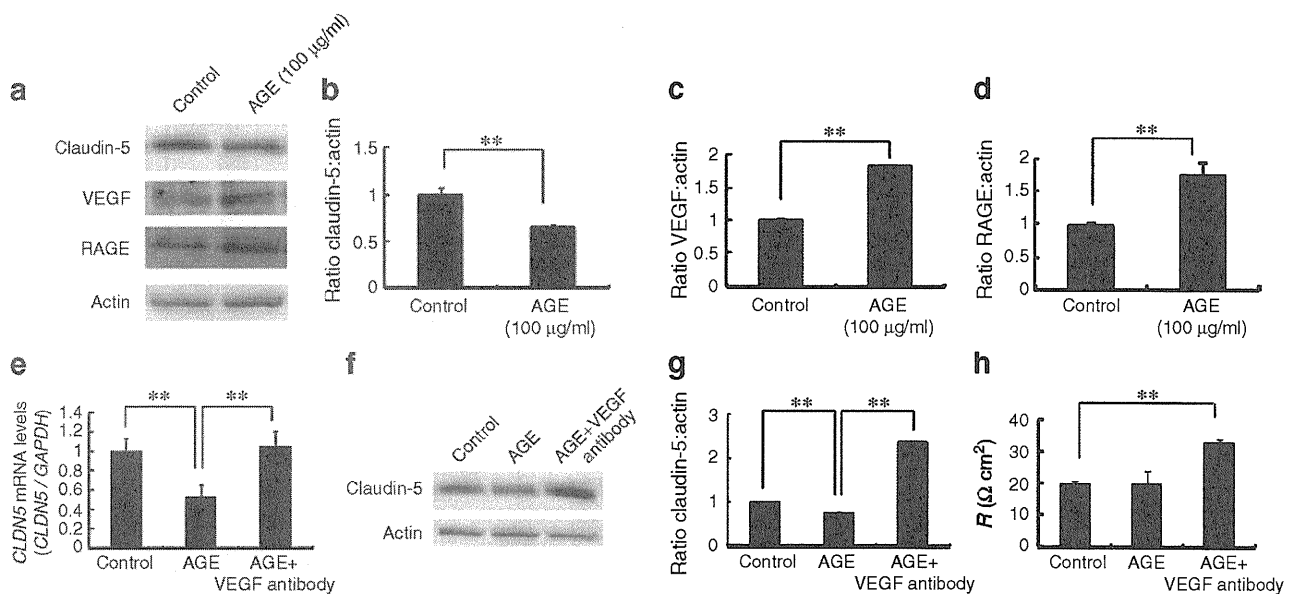 a
Control
AGE (100 µg/ml)
Claudin-5
VEGF
RAGE
Actin
b
Ratio claudin-5:actin
1.5
1
0.5
0
**
Control
AGE
(100 µg/ml)
c
Ratio VEGF:actin
2
1.5
1
0.5
0
**
Control
AGE
(100 µg/ml)
d
Ratio RAGE:actin
2
1.5
1
0.5
0
**
Control
AGE
(100 µg/ml)
e
CLDN5 mRNA levels
(CLDN5 / GAPDH)
1.4
1.2
1
0.8
0.6
0.4
0.2
0
**
**
Control
AGE
AGE+
VEGF antibody
f
Control
AGE
AGE+VEGF
antibody
Claudin-5
Actin
g
Ratio claudin-5:actin
3
2
1
0
**
**
Control
AGE
AGE+
VEGF antibody
h
R (Ω cm²)
40
30
20
10
0
**
Control
AGE
AGE+
VEGF antibody